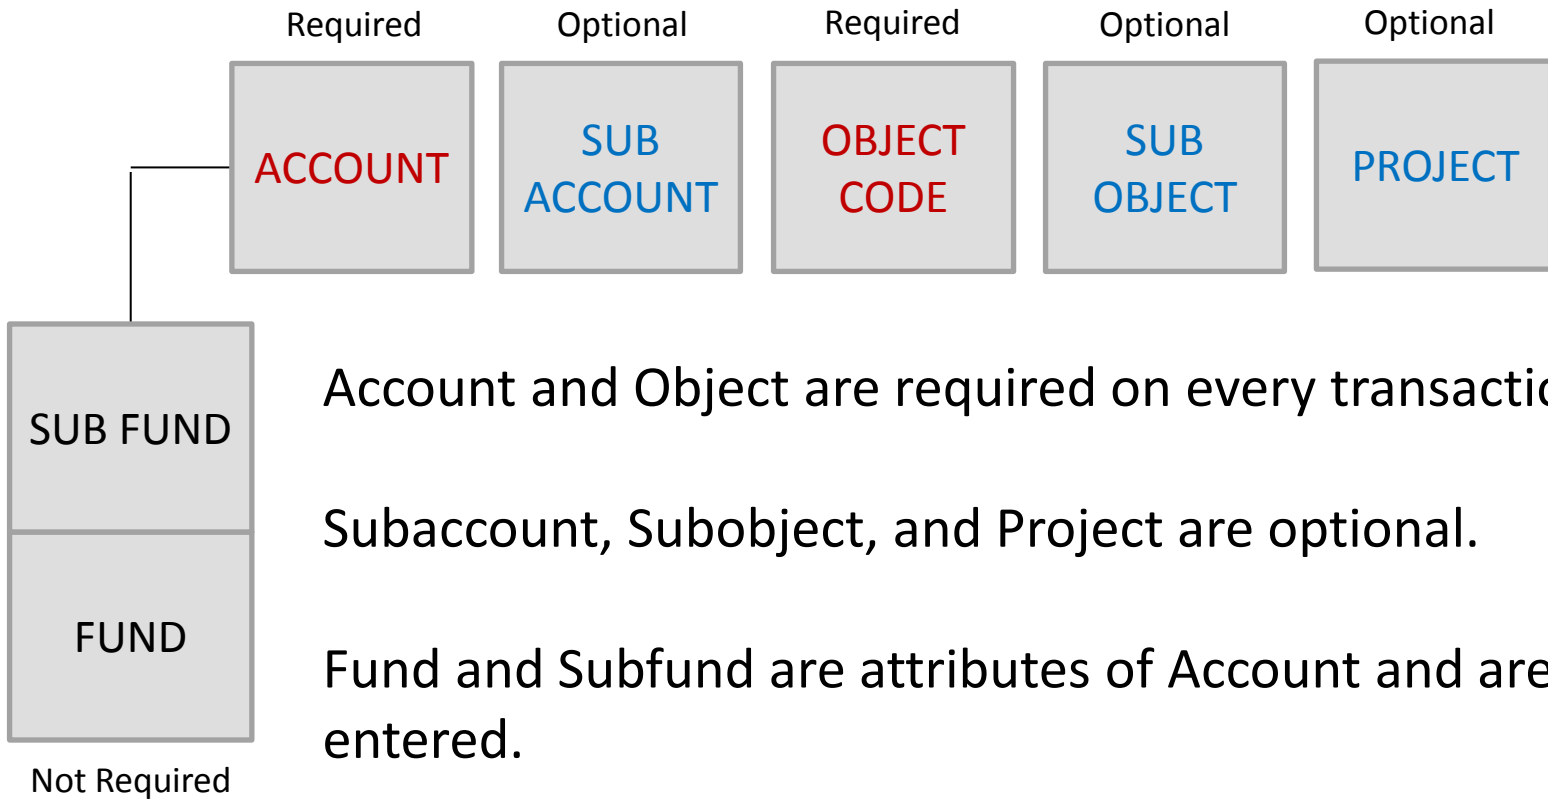 Required Optional Required Optional Optional
ACCOUNT
SUB
ACCOUNT
OBJECT
CODE
SUB
OBJECT
PROJECT
SUB FUND
FUND
Not Required
Account and Object are required on every
Subaccount, Subobject, and Project are optional.
Fund and Subfund are attributes of Account and are
entered.